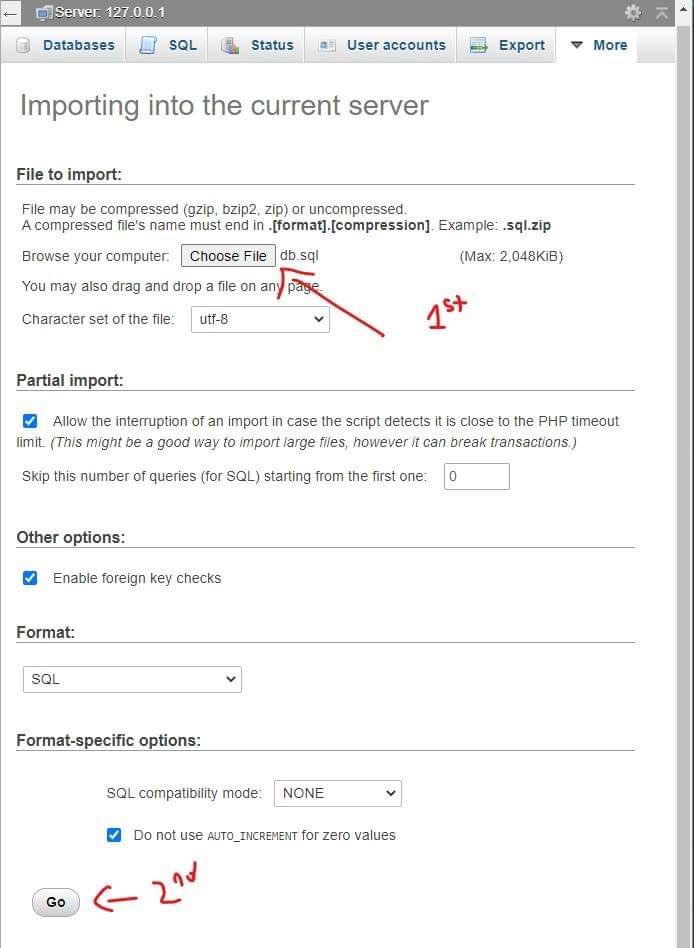 Server: 127.0.0.1
Databases SQL Status User accounts Export More
Importing into the current server
File to import:
File may be compressed (gzip, bzip2, zip) or uncompressed.
A compressed file's name must end in .[format].[compression]. Example: .sql.zip
Browse your computer: Choose File db.sql (Max: 2,048KiB)
You may also drag and drop a file on any page.
Character set of the file: utf-8
1st
Partial import:
Allow the interruption of an import in case the script detects it is close to the PHP timeout
limit. (This might be a good way to import large files, however it can break transactions.)
Skip this number of queries (for SQL) starting from the first one: 0
Other options:
Enable foreign key checks
Format:
SQL
Format-specific options:
SQL compatibility mode: NONE
Do not use AUTO_INCREMENT for zero values
Go 2nd